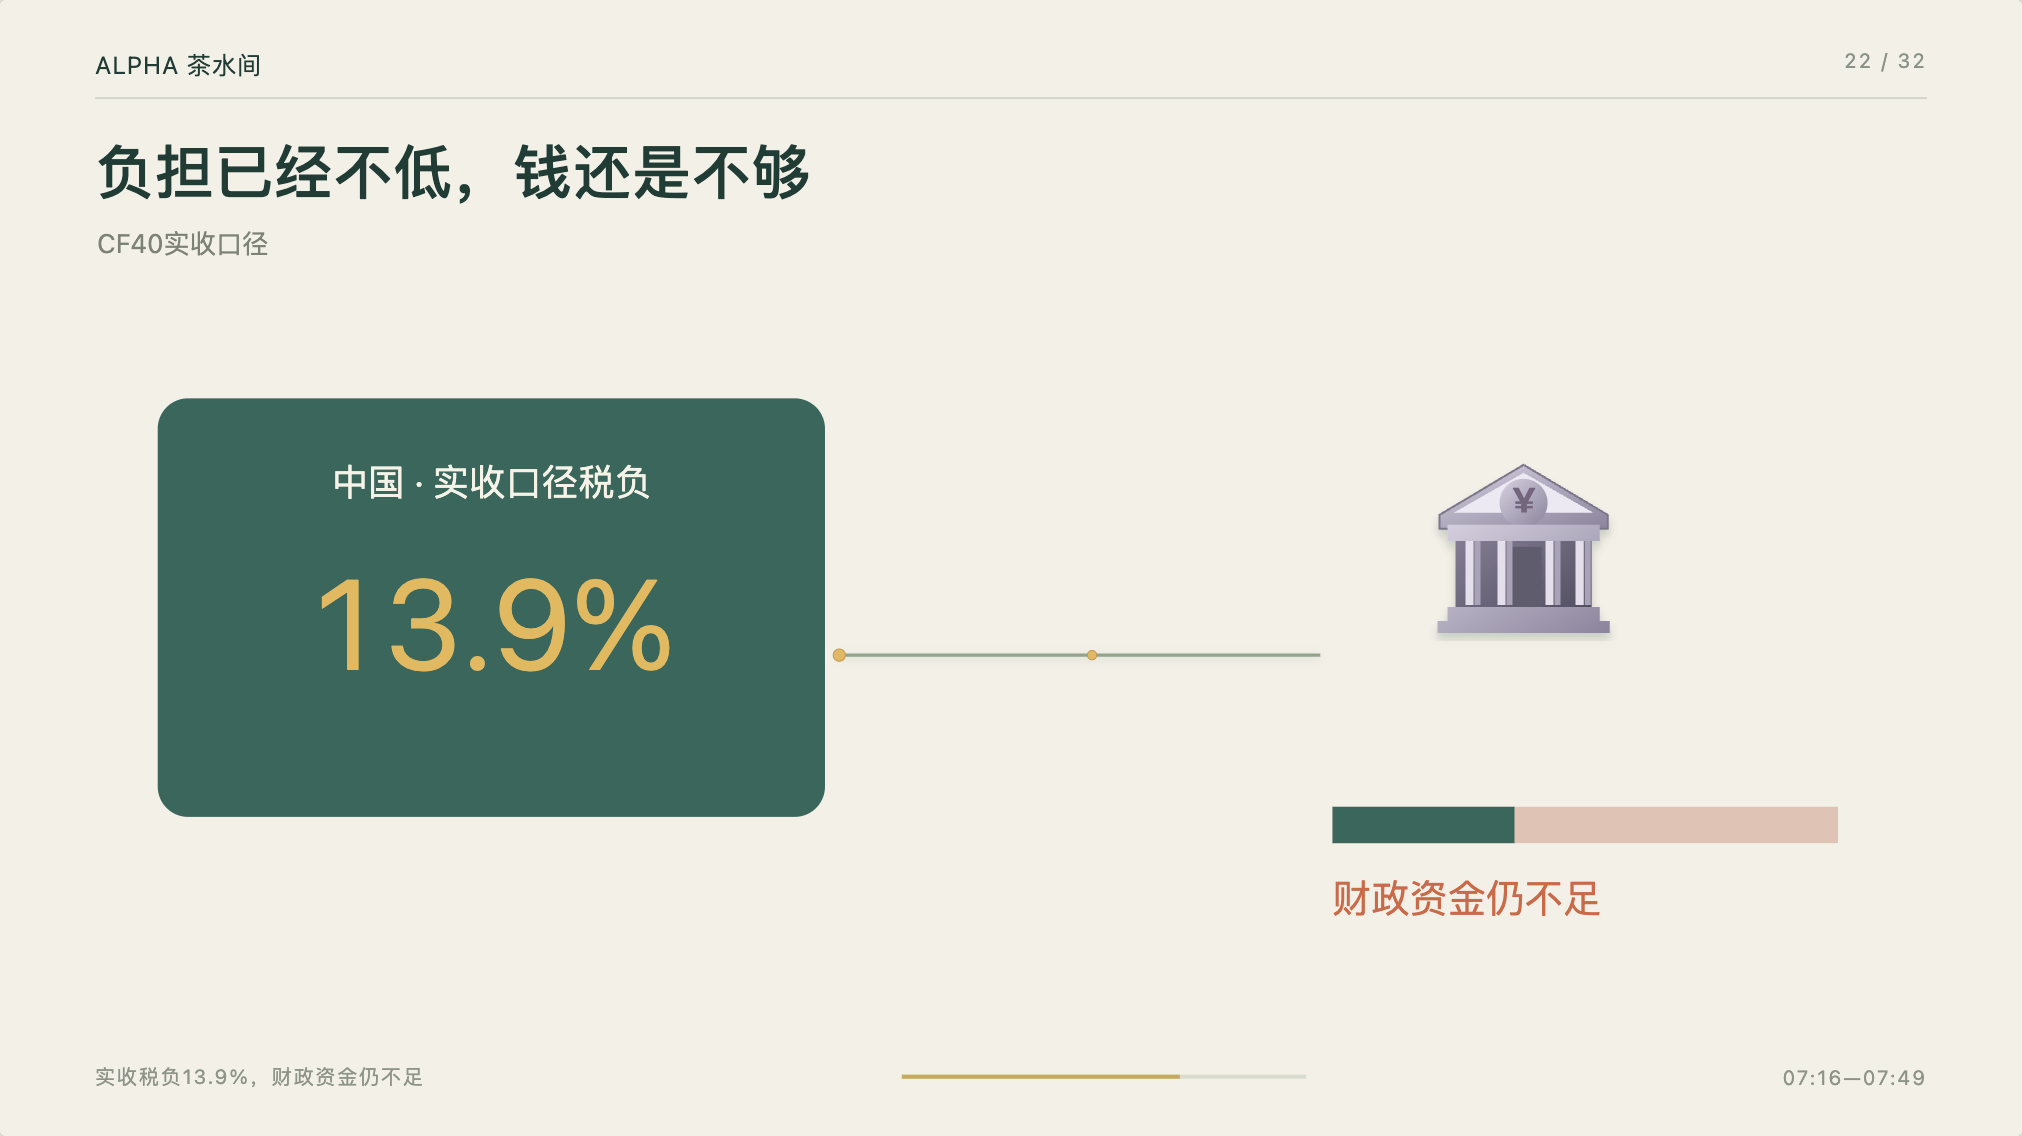 ALPHA 茶水间
22 / 32
负担已经不低，钱还是不够
CF40实收口径
中国 · 实收口径税负
13.9%
¥
财政资金仍不足
实收税负13.9%，财政资金仍不足
07:16—07:49